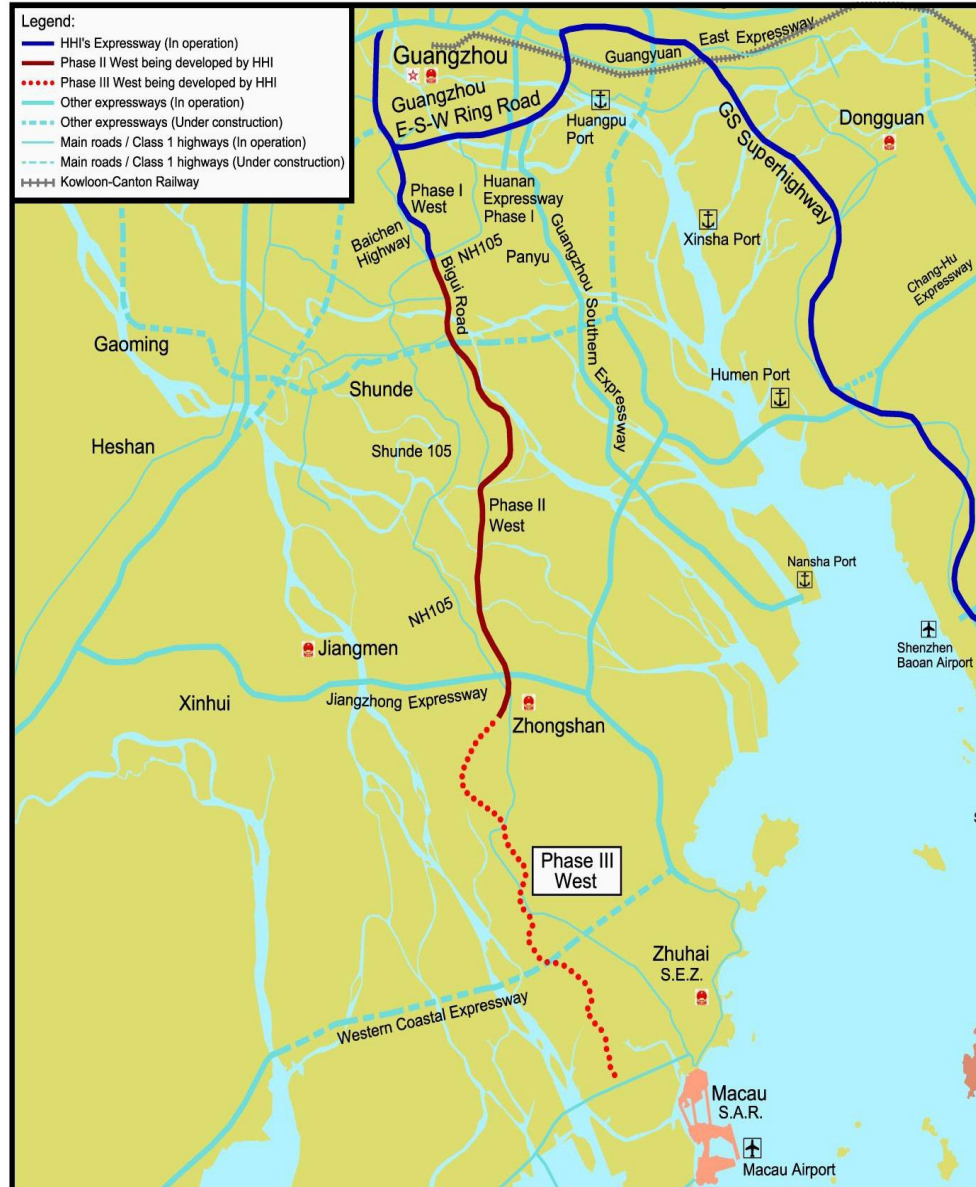 Legend:
HHI's Expressway (In operation)
Phase II West being developed by HHI
Phase III West being developed by HHI
Other expressways (In operation)
Other expressways (Under construction)
Main roads / Class 1 highways (In operation)
Main roads / Class 1 highways (Under construction)
Kowloon-Canton Railway
Guangzhou
Guangzhou
E-S-W Ring Road
Guangyuan East Expressway
Huangpu
Port
GS Superhighway
Dongguan
Phase I
West
Huanan
Expressway
Phase I
Baichen
Highway
NH105
Panyu
Xinsha Port
Bigui Road
Guangzhou Southern Expressway
Chang-Hu
Expressway
Gaoming
Shunde
Humen Port
Heshan
Shunde 105
Phase II
West
Nansha Port
NH105
Jiangmen
Shenzhen
Baoan Airport
Xinhui
Jiangzhong Expressway
Zhongshan
Phase III
West
Zhuhai
S.E.Z.
Western Coastal Expressway
Macau
S.A.R.
Macau Airport